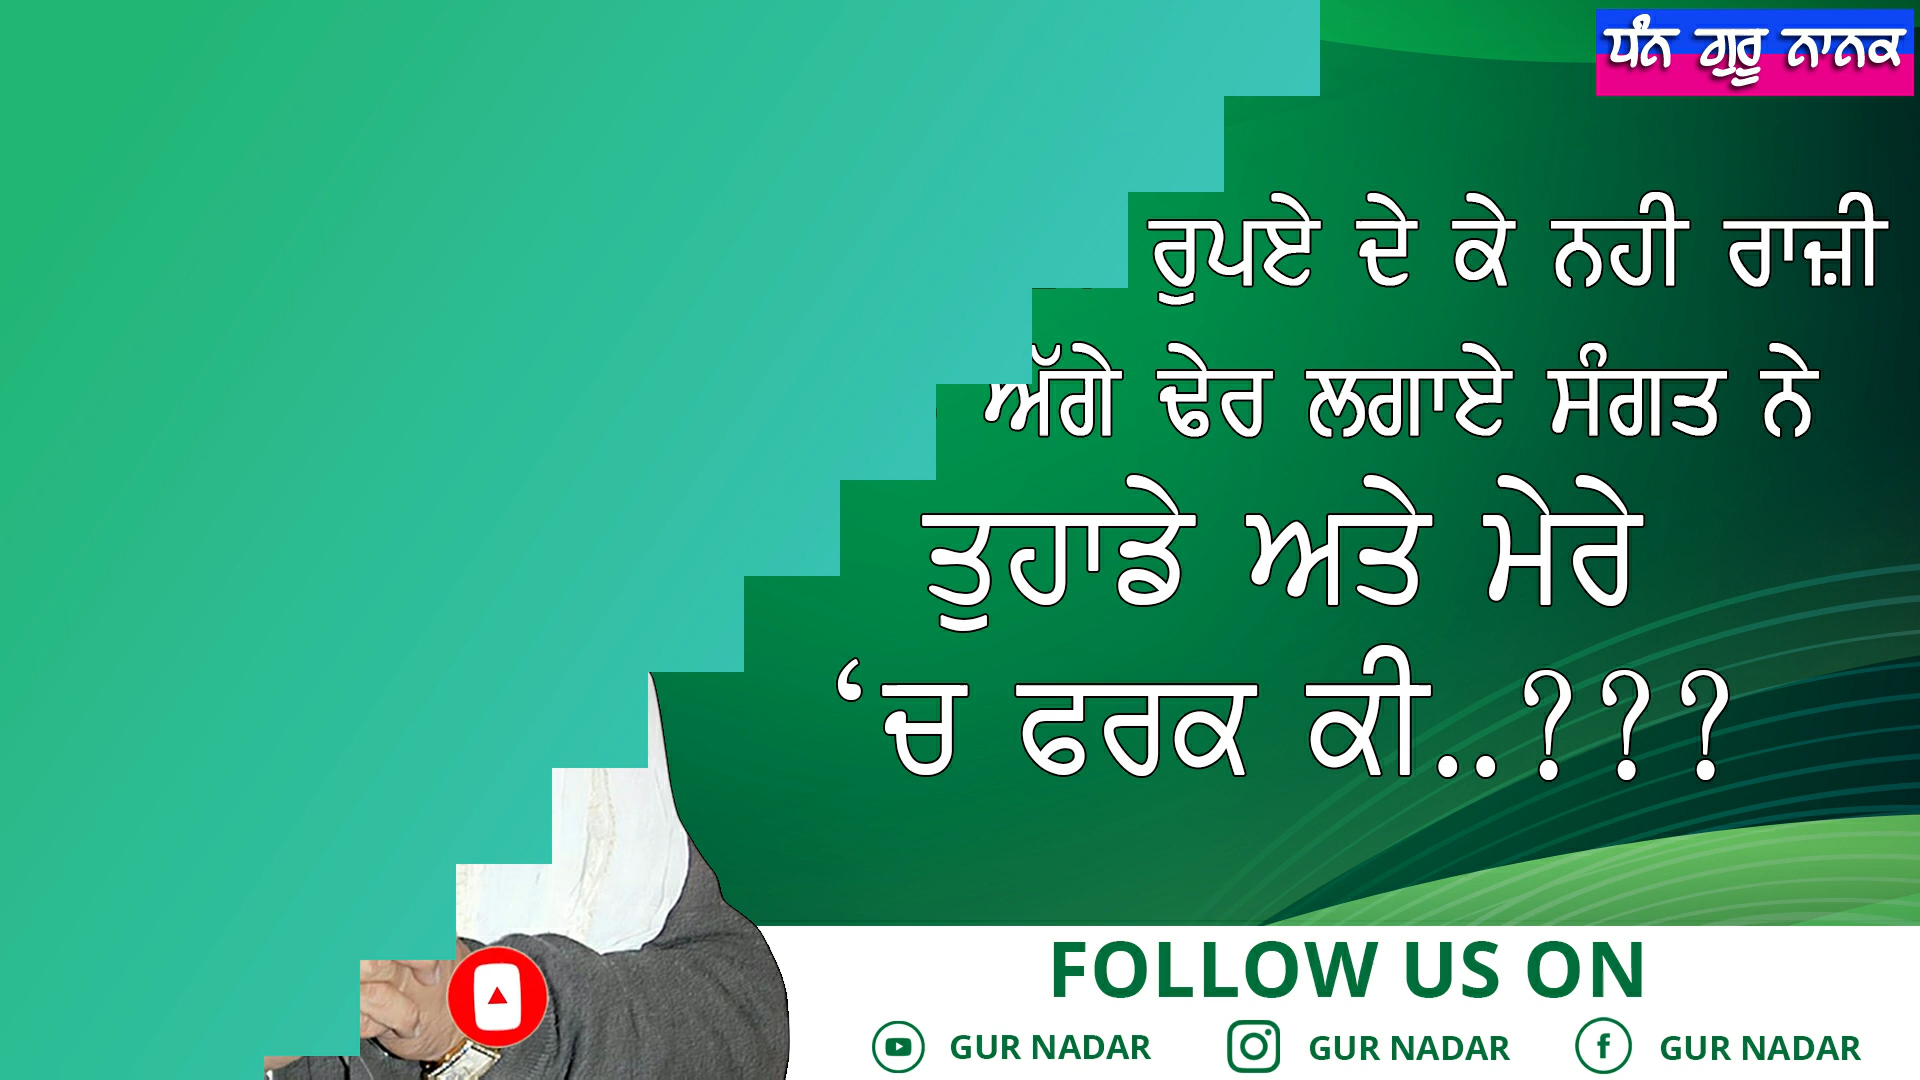 ਧੰਨ ਗੁਰੂ ਨਾਨਕ
ਰੁਪਏ ਦੇ ਕੇ ਨਹੀ ਰਾਜ਼ੀ
ਅੱਗੇ ਢੇਰ ਲਗਾਏ ਸੰਗਤ ਨੇ
ਤੁਹਾਡੇ ਅਤੇ ਮੇਰੇ
‘ਚ ਫਰਕ ਕੀ..???
FOLLOW US ON
GUR NADAR GUR NADAR GUR NADAR